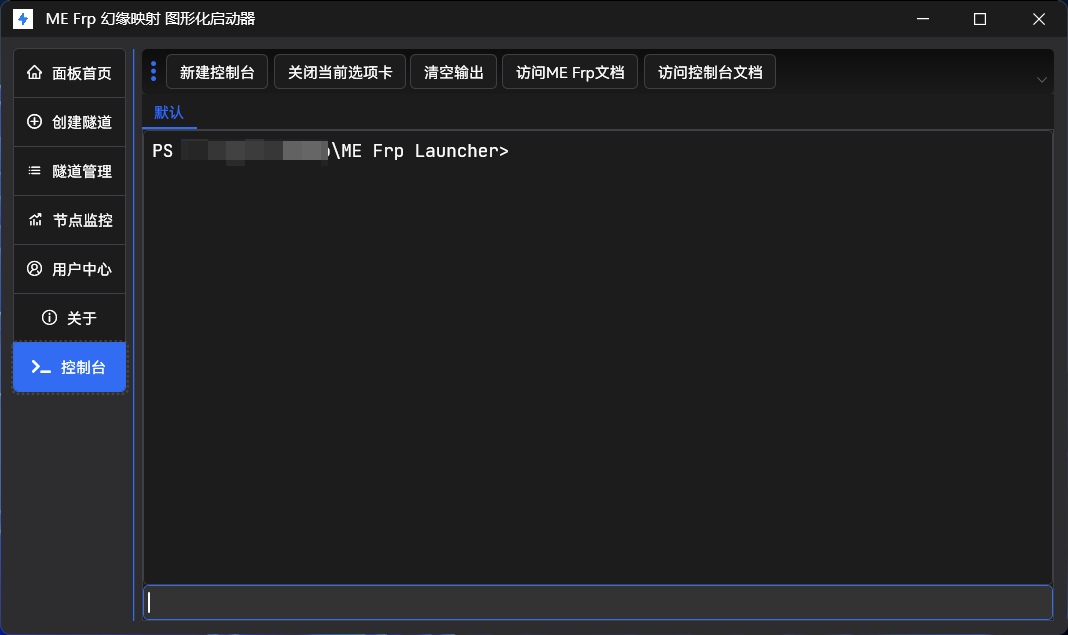 ME Frp 幻缘映射 图形化启动器
面板首页
创建隧道
隧道管理
节点监控
用户中心
关于
控制台
新建控制台 关闭当前选项卡 清空输出 访问ME Frp文档 访问控制台文档
默认
PS \ME Frp Launcher>